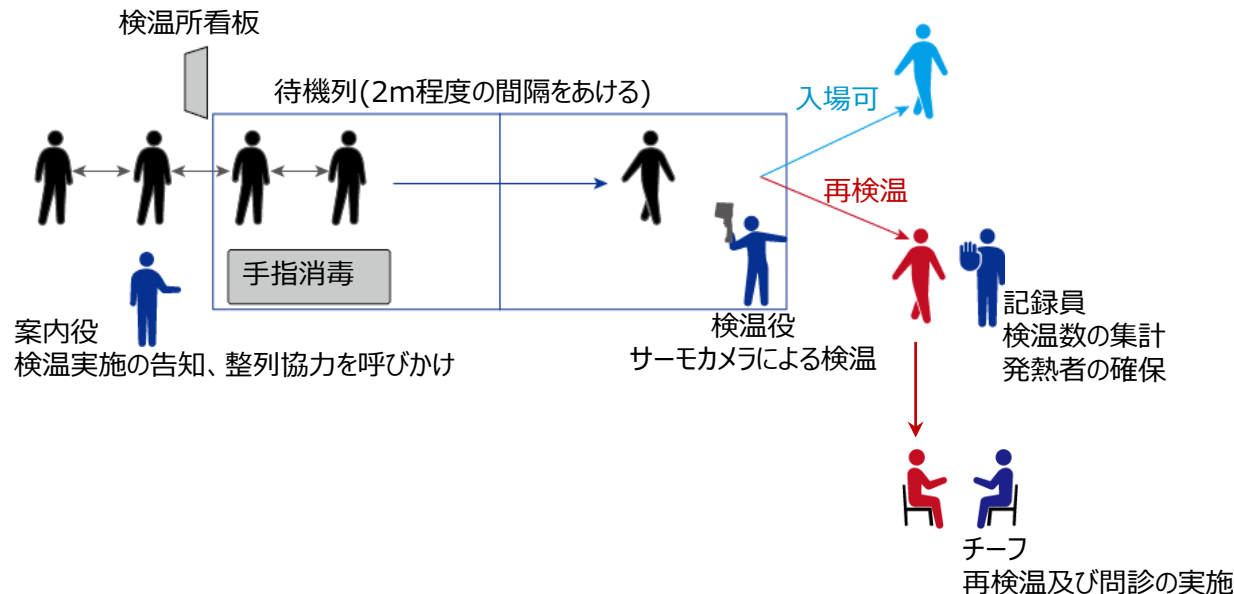 検温所看板
待機列(2m程度の間隔をあける)
入場可
再検温
手指消毒
案内役
検温実施の告知、整列協力を呼びかけ
検温役
サーモカメラによる検温
記録員
検温数の集計
発熱者の確保
チーフ
再検温及び問診の実施